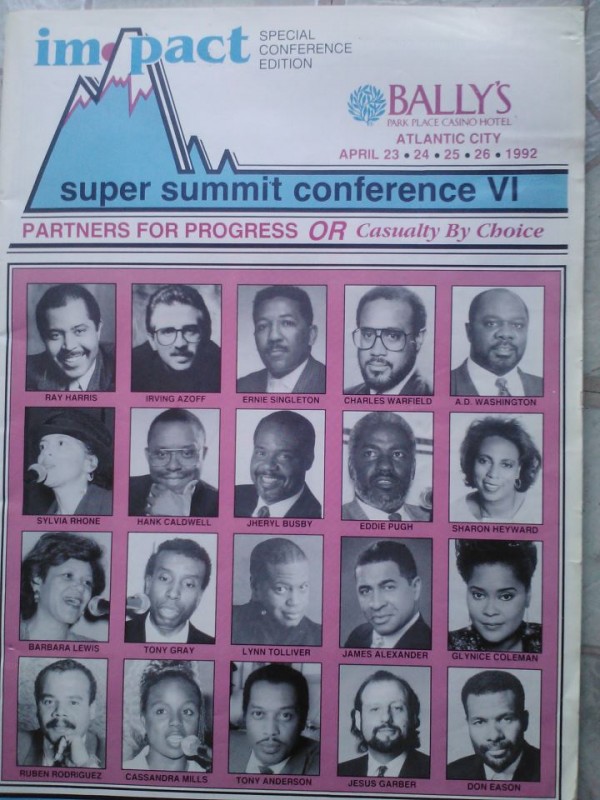 im•pact
SPECIAL
CONFERENCE
EDITION
BALLY'S
PARK PLACE CASINO HOTEL
ATLANTIC CITY
APRIL 23 • 24 • 25 • 26 • 1992
super summit conference VI
PARTNERS FOR PROGRESS OR Casualty By Choice
RAY HARRIS IRVING AZOFF ERNIE SINGLETON CHARLES WARFIELD A.D. WASHINGTON
SYLVIA RHONE HANK CALDWELL JHERYL BUSBY EDDIE PUGH SHARON HEYWARD
BARBARA LEWIS TONY GRAY LYNN TOLLIVER JAMES ALEXANDER GLYNICE COLEMAN
RUBEN RODRIGUEZ CASSANDRA MILLS TONY ANDERSON JESUS GARBER DON EASON